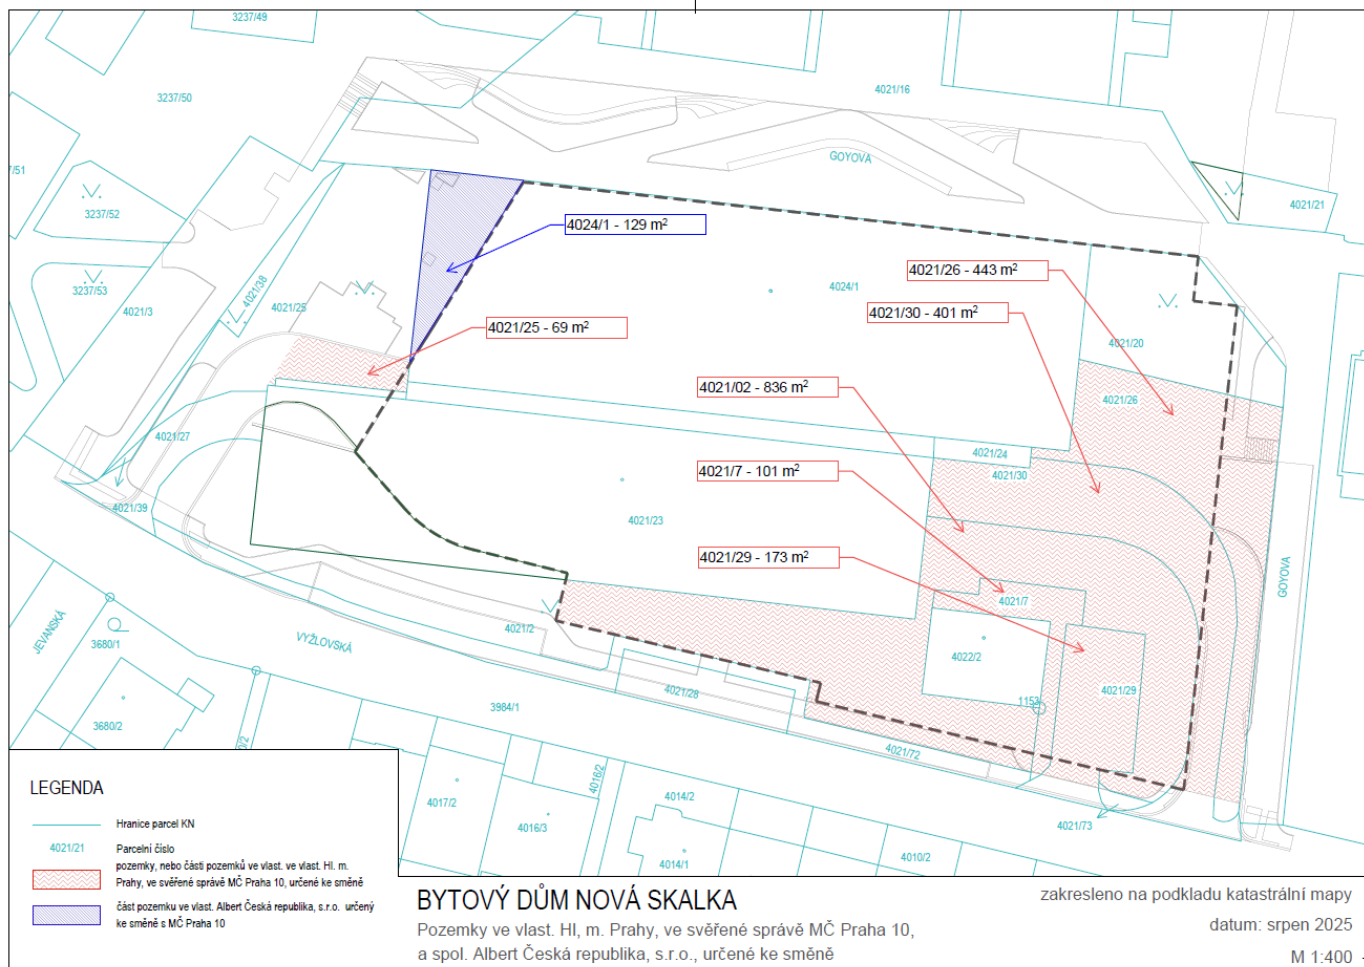 3237/49
3237/50
4021/16
7/51
GOYOVA
3237/52
4021/21
4024/1 - 129 m²
3237/53
4021/38
4021/26 - 443 m²
4021/3
4021/25
4024/1
4021/30 - 401 m²
4021/25 - 69 m²
4021/20
4021/02 - 836 m²
4021/26
4021/27
4021/24
4021/7 - 101 m²
4021/30
4021/39
4021/23
4021/29 - 173 m²
GOYOVA
4021/7
JEVANSKÁ
3680/1
VYŽLOVSKÁ
4021/2
4022/2
4021/28
4021/29
1153
3984/1
3680/2
4021/72
4016/2
4017/2
4014/2
4016/3
4021/73
4014/1
4010/2
LEGENDA
Hranice parcel KN
4021/21
Parcelní číslo
pozemky, nebo části pozemků ve vlast. ve vlast. Hl. m.
Prahy, ve svěřené správě MČ Praha 10, určené ke směně
část pozemku ve vlast. Albert Česká republika, s.r.o. určený
ke směně s MČ Praha 10
BYTOVÝ DŮM NOVÁ SKALKA
Pozemky ve vlast. Hl, m. Prahy, ve svěřené správě MČ Praha 10,
a spol. Albert Česká republika, s.r.o., určené ke směně
zakresleno na podkladu katastrální mapy
datum: srpen 2025
M 1:400